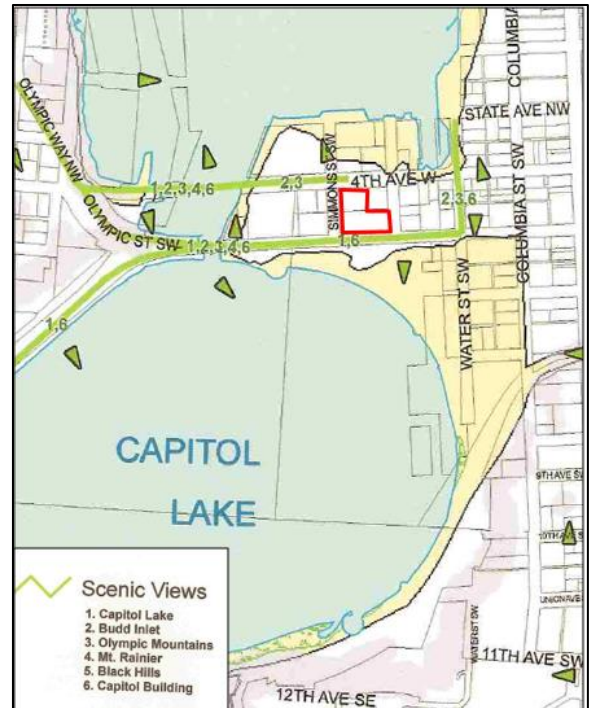 COLUMBIA
OLYMPIC WAY NW
STATE AVE NW
SIMMONS ST SW
4TH AVE W
1,2,3,4,6
2,3
2,3,6
OLYMPIC ST SW
1,2,3,4,6
1,6
COLUMBIA ST SW
WATER ST SW
1,6
CAPITOL
LAKE
9TH AVE SW
10TH AVE S
UNION AVE
WATER ST SW
11TH AVE SW
12TH AVE SE
Scenic Views
1. Capitol Lake
2. Budd Inlet
3. Olympic Mountains
4. Mt. Rainier
5. Black Hills
6. Capitol Building